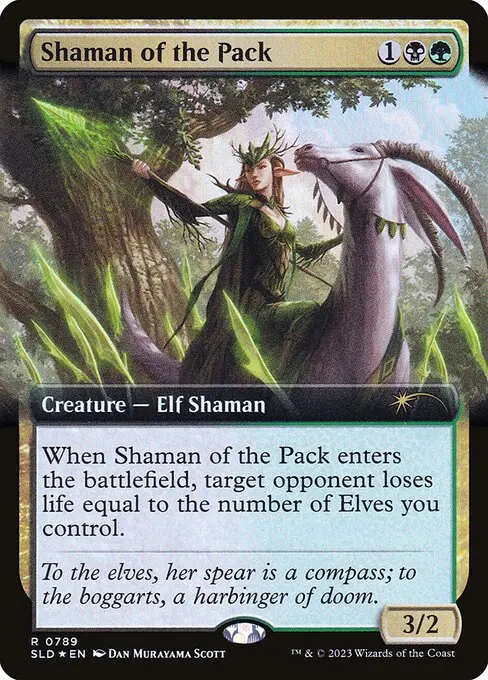 Shaman of the Pack 1
Creature — Elf Shaman
When Shaman of the Pack enters
the battlefield, target opponent loses
life equal to the number of Elves you
control.
To the elves, her spear is a compass; to
the boggarts, a harbinger of doom.
3/2
R 0789
SLD ★ EN Dan Murayama Scott
™ & © 2023 Wizards of the Coast